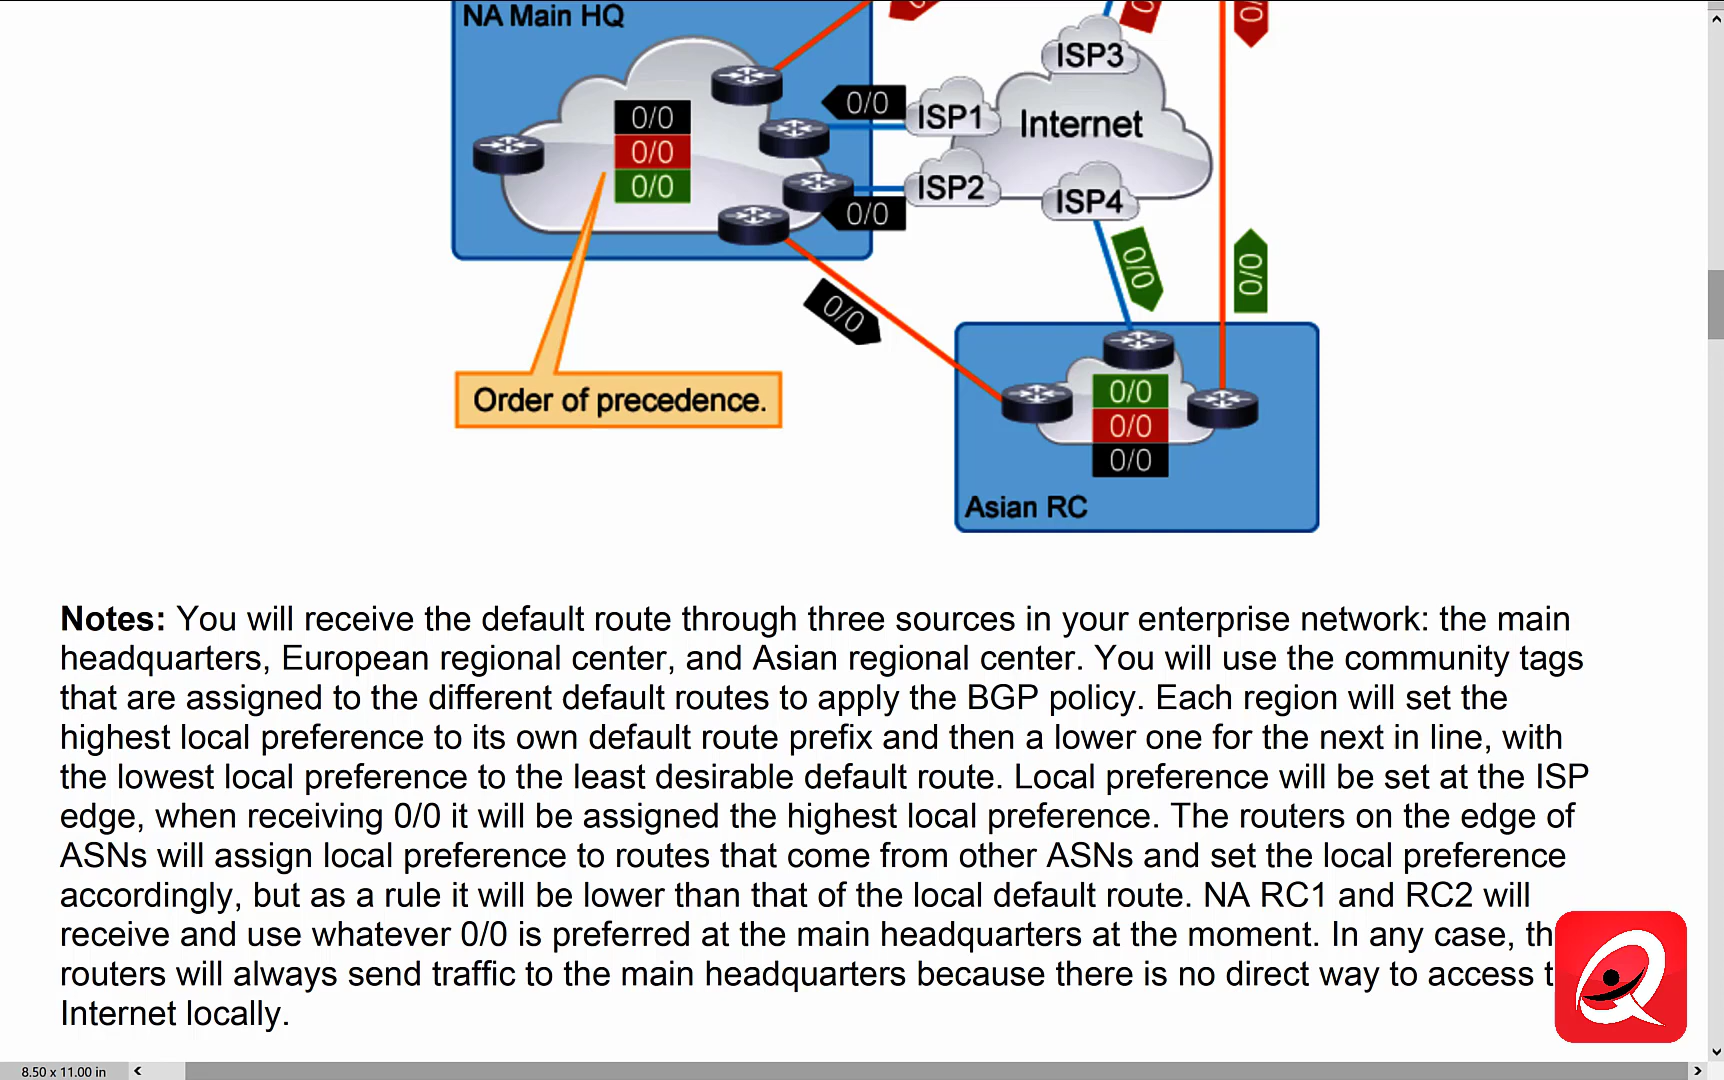 NA Main HQ
0/
ISP3
0/
0/0
0/0
ISP1
Internet
0/0
0/0
ISP2
ISP4
0/0
0/0
0/0
0/0
Order of precedence.
0/0
0/0
0/0
Asian RC
Notes: You will receive the default route through three sources in your enterprise network: the main
headquarters, European regional center, and Asian regional center. You will use the community tags
that are assigned to the different default routes to apply the BGP policy. Each region will set the
highest local preference to its own default route prefix and then a lower one for the next in line, with
the lowest local preference to the least desirable default route. Local preference will be set at the ISP
edge, when receiving 0/0 it will be assigned the highest local preference. The routers on the edge of
ASNs will assign local preference to routes that come from other ASNs and set the local preference
accordingly, but as a rule it will be lower than that of the local default route. NA RC1 and RC2 will
receive and use whatever 0/0 is preferred at the main headquarters at the moment. In any case, th
routers will always send traffic to the main headquarters because there is no direct way to access t
Internet locally.
8.50 x 11.00 in